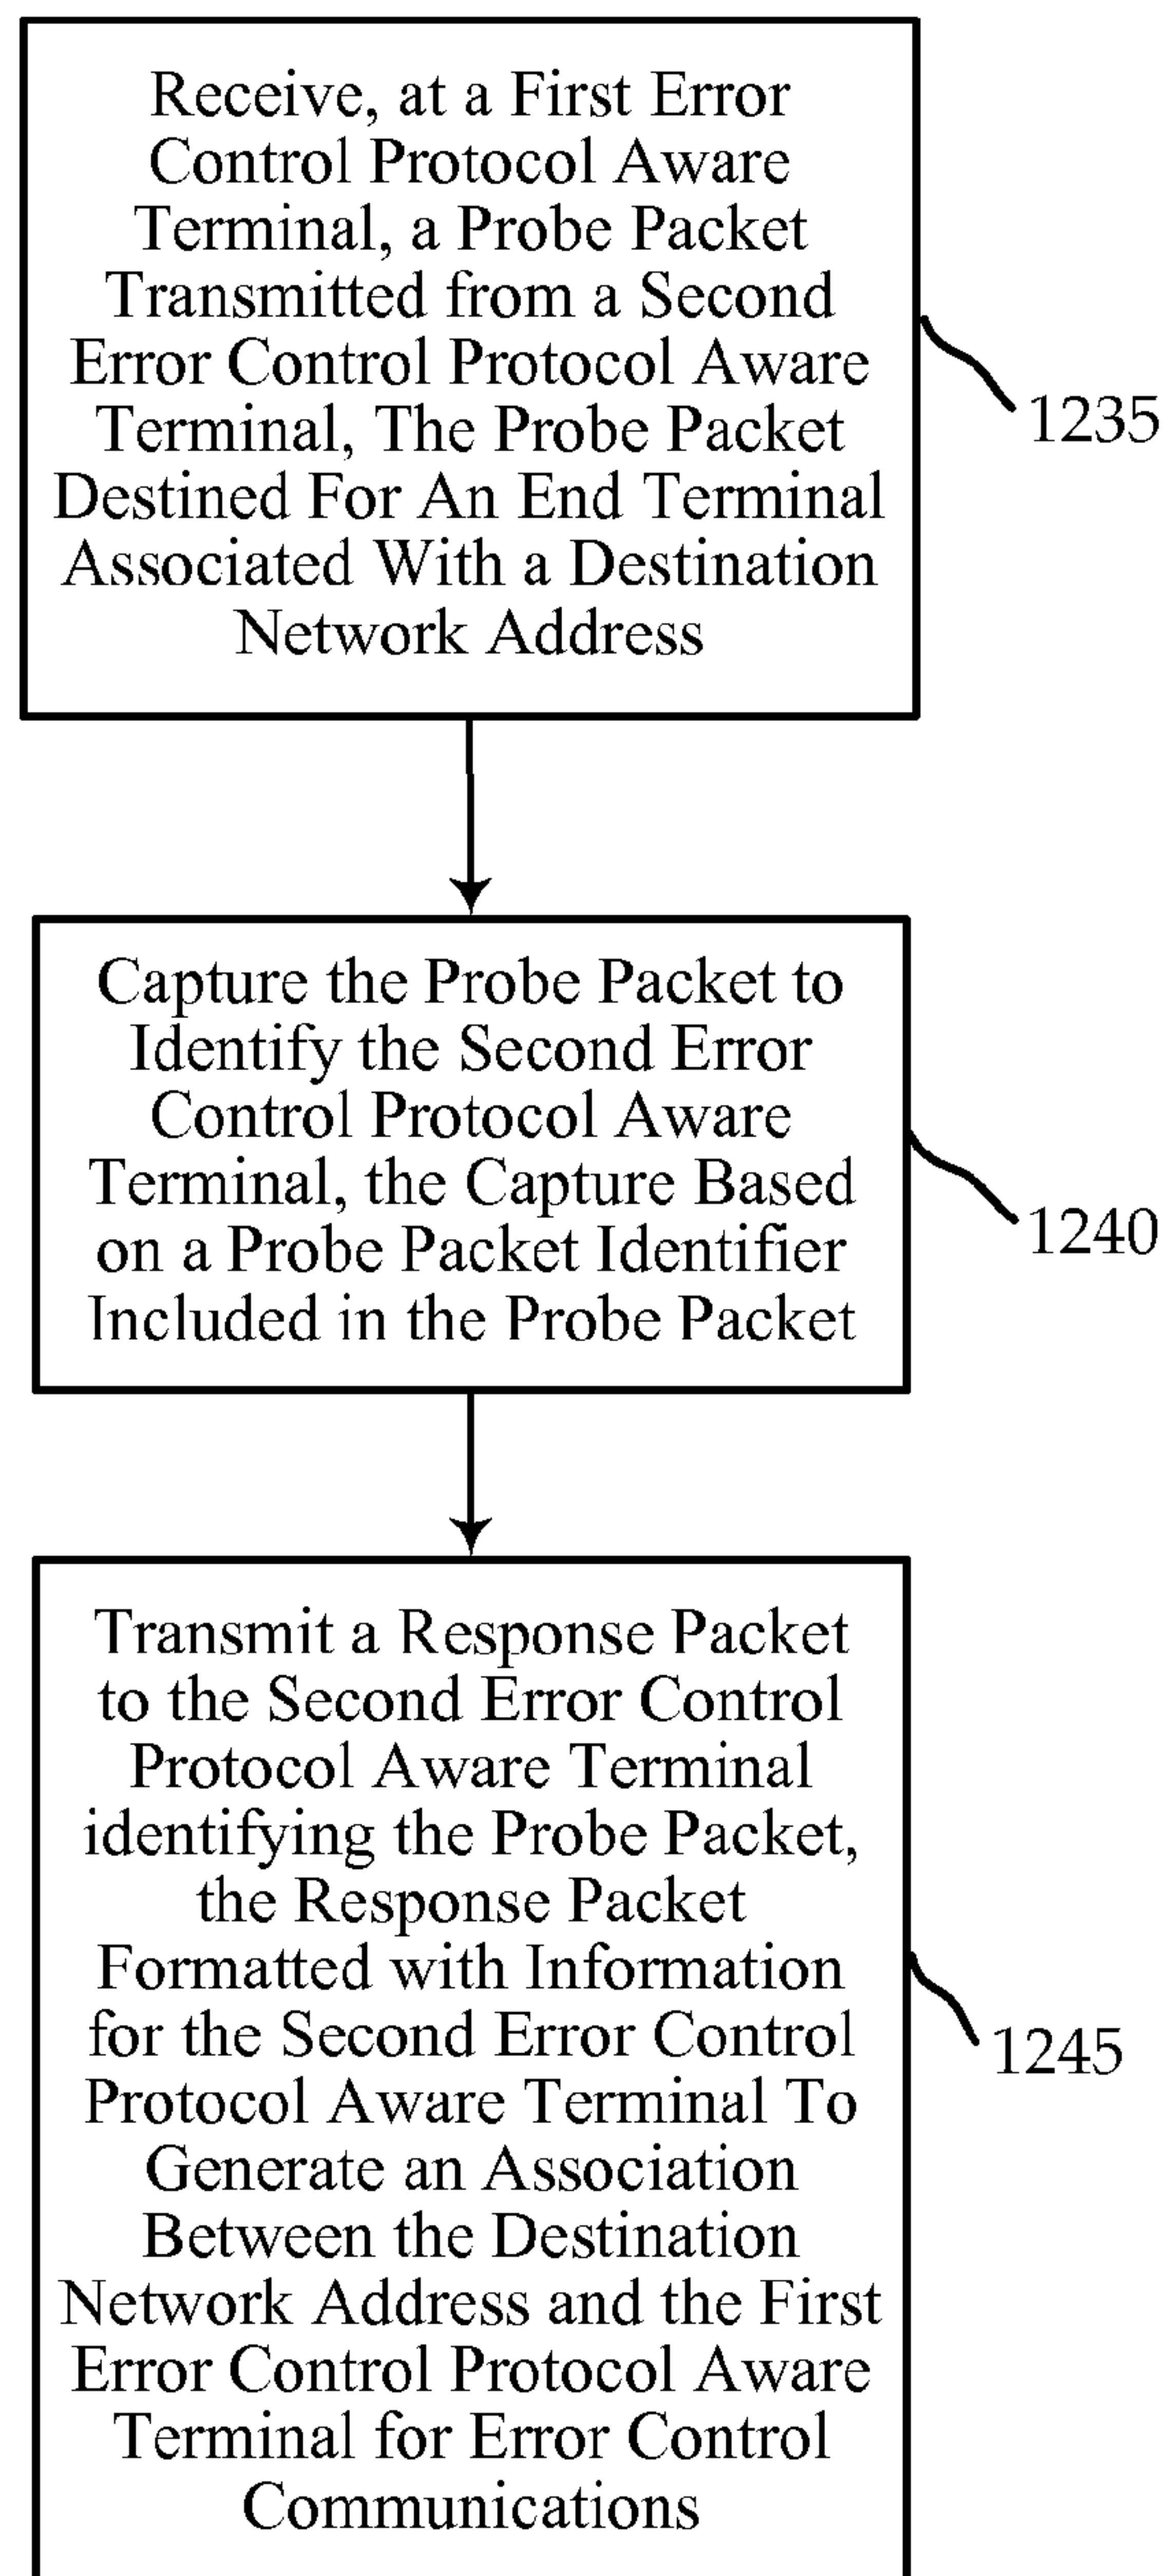 Receive, at a First Error
Control Protocol Aware
Terminal, a Probe Packet
Transmitted from a Second
Error Control Protocol Aware
Terminal, The Probe Packet
Destined For An End Terminal
Associated With a Destination
Network Address
1235
Capture the Probe Packet to
Identify the Second Error
Control Protocol Aware
Terminal, the Capture Based
on a Probe Packet Identifier
Included in the Probe Packet
1240
Transmit a Response Packet
to the Second Error Control
Protocol Aware Terminal
identifying the Probe Packet,
the Response Packet
Formatted with Information
for the Second Error Control
Protocol Aware Terminal To
Generate an Association
Between the Destination
Network Address and the First
Error Control Protocol Aware
Terminal for Error Control
Communications
1245